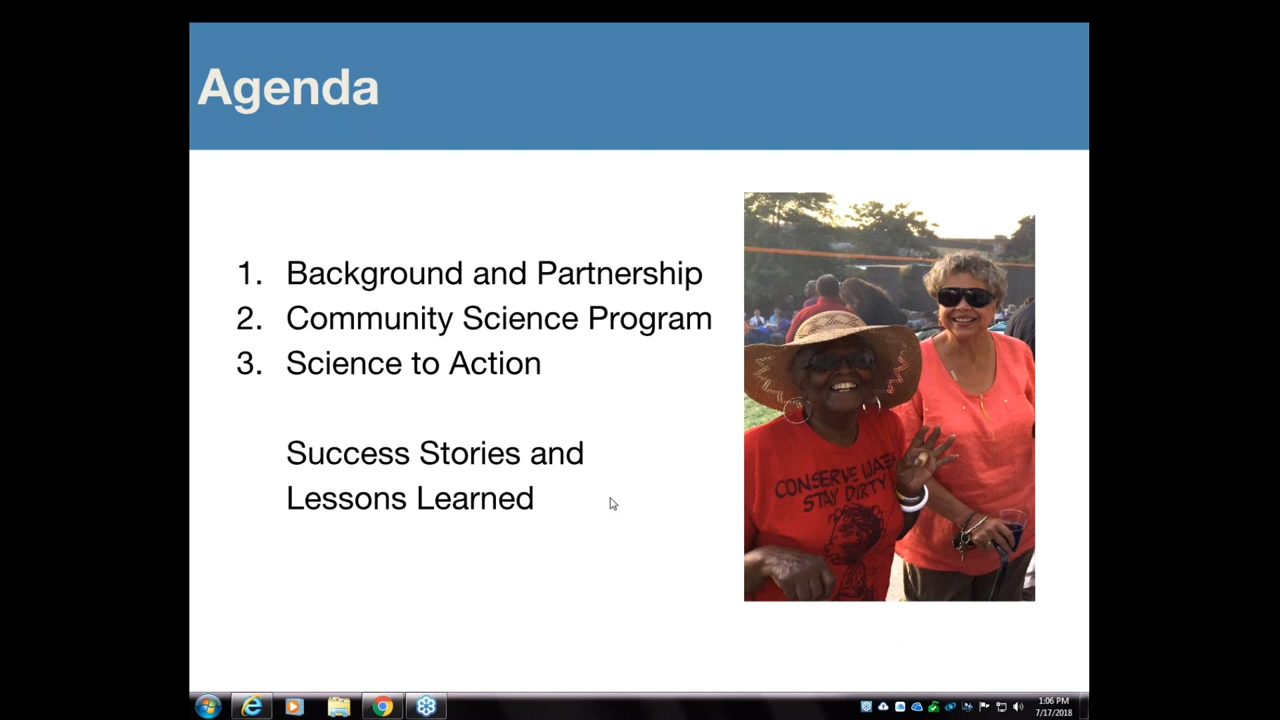 Agenda
1. Background and Partnership
2. Community Science Program
3. Science to Action
Success Stories and
Lessons Learned
CONSERVE WATER
STAY DIRTY
1:06 PM
7/17/2018